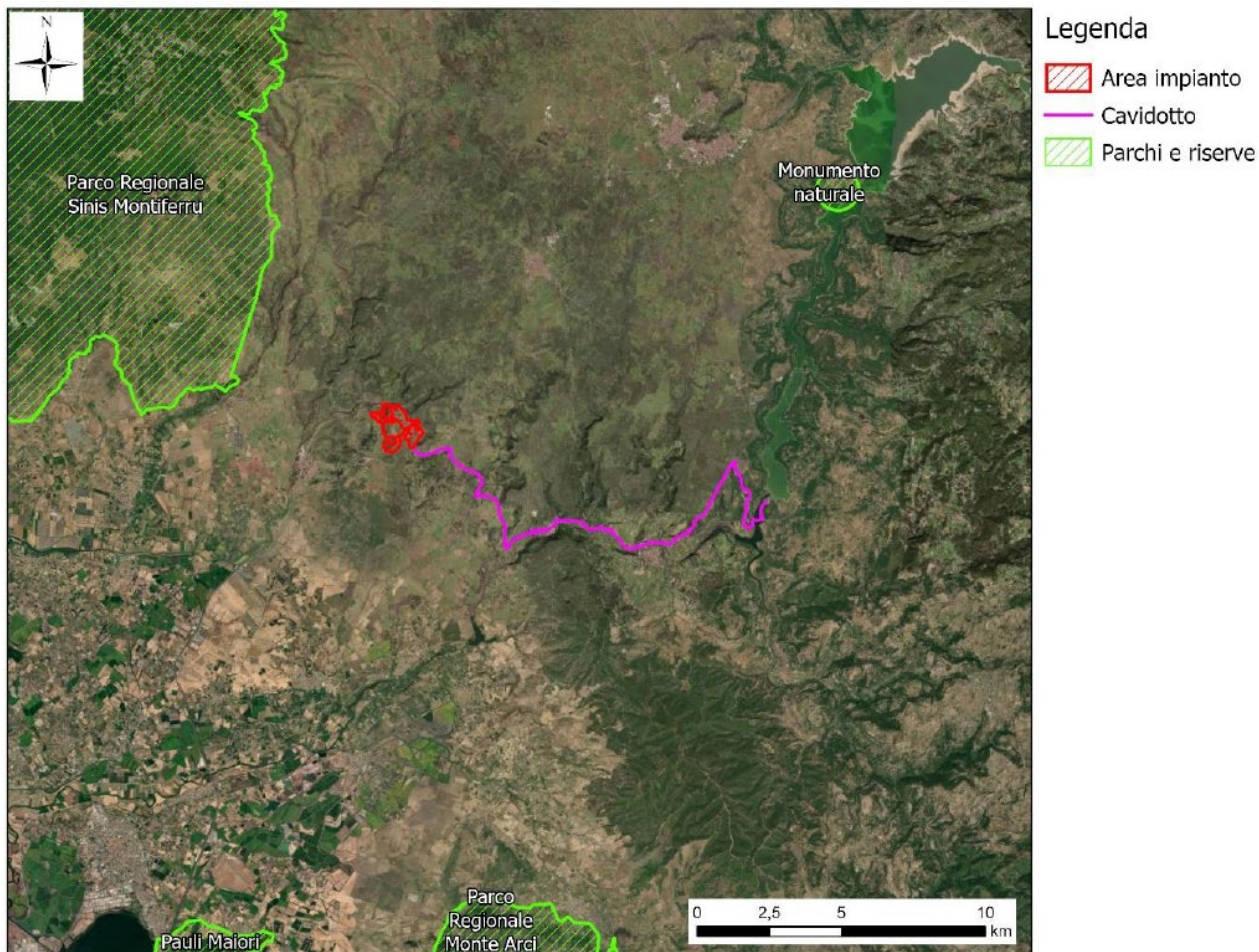 N
Parco Regionale
Sinis Montiferru
Monumento
naturale
Parco
Regionale
Monte Arci
Pauli Maiori
0 2,5 5 10
km
Legenda
Area impianto
Cavidotto
Parchi e riserve